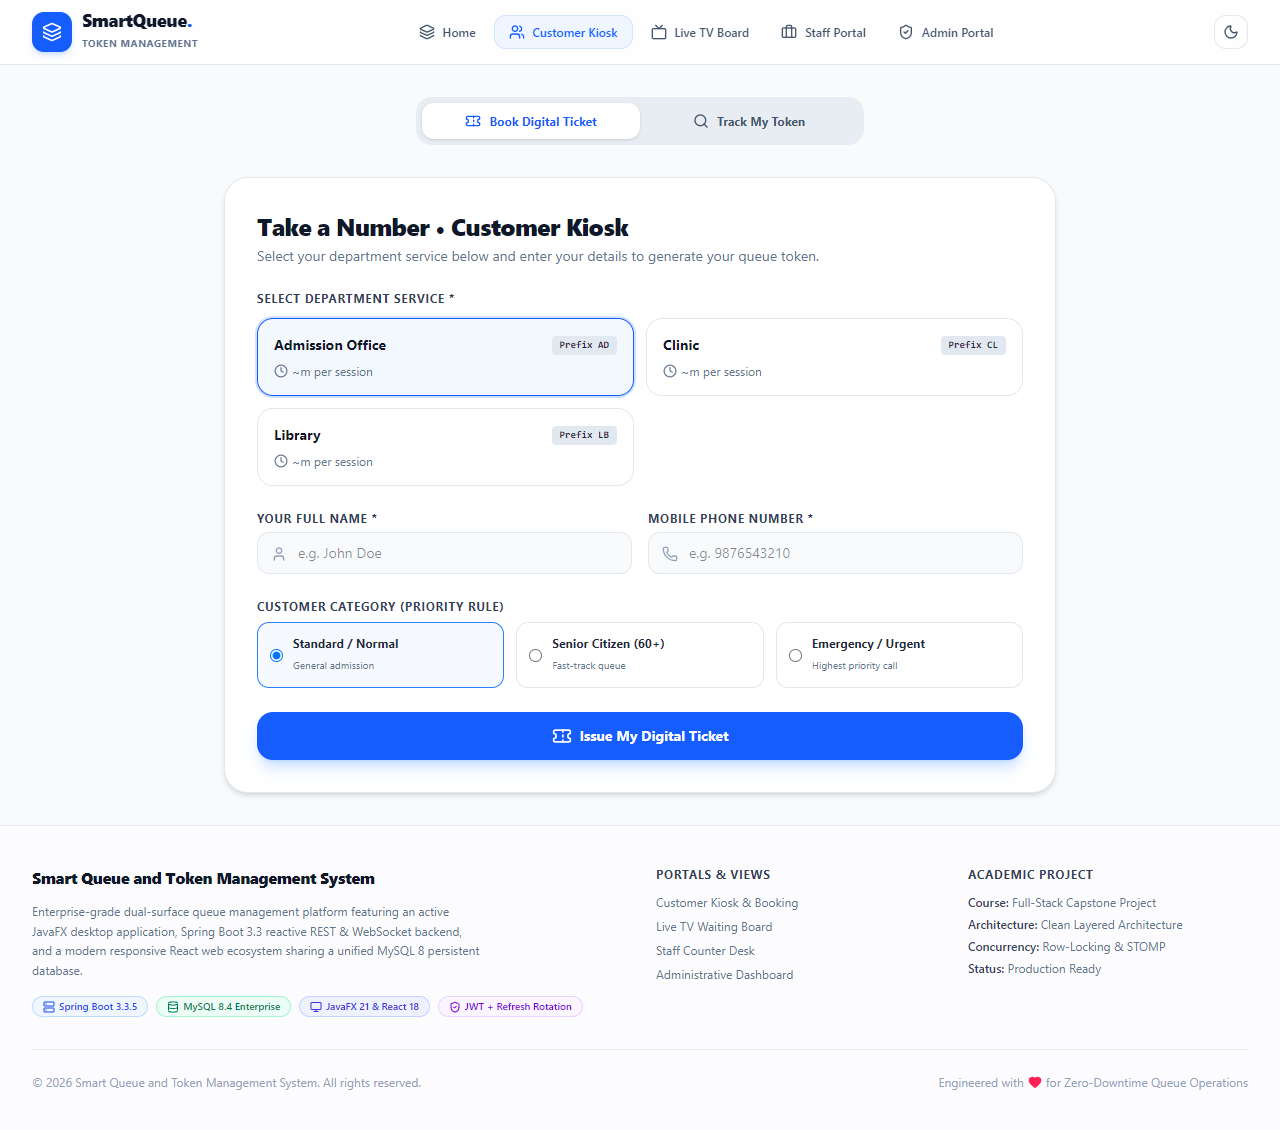 SmartQueue.
TOKEN MANAGEMENT
Home
Customer Kiosk
Live TV Board
Staff Portal
Admin Portal
Book Digital Ticket
Track My Token
Take a Number • Customer Kiosk
Select your department service below and enter your details to generate your queue token.
SELECT DEPARTMENT SERVICE *
Admission Office
Prefix AD
~m per session
Clinic
Prefix CL
~m per session
Library
Prefix LB
~m per session
YOUR FULL NAME *
MOBILE PHONE NUMBER *
e.g. John Doe
e.g. 9876543210
CUSTOMER CATEGORY (PRIORITY RULE)
Standard / Normal
General admission
Senior Citizen (60+)
Fast-track queue
Emergency / Urgent
Highest priority call
Issue My Digital Ticket
Smart Queue and Token Management System
Enterprise-grade dual-surface queue management platform featuring an active
JavaFX desktop application, Spring Boot 3.3 reactive REST & WebSocket backend,
and a modern responsive React web ecosystem sharing a unified MySQL 8 persistent
database.
Spring Boot 3.3.5
MySQL 8.4 Enterprise
JavaFX 21 & React 18
JWT + Refresh Rotation
PORTALS & VIEWS
Customer Kiosk & Booking
Live TV Waiting Board
Staff Counter Desk
Administrative Dashboard
ACADEMIC PROJECT
Course: Full-Stack Capstone Project
Architecture: Clean Layered Architecture
Concurrency: Row-Locking & STOMP
Status: Production Ready
© 2026 Smart Queue and Token Management System. All rights reserved.
Engineered with ❤ for Zero-Downtime Queue Operations